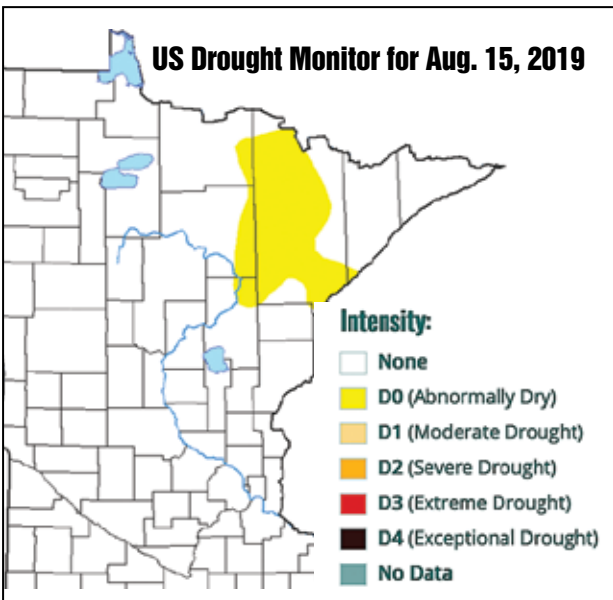 US Drought Monitor for Aug. 15, 2019
Intensity:
None
D0 (Abnormally Dry)
D1 (Moderate Drought)
D2 (Severe Drought)
D3 (Extreme Drought)
D4 (Exceptional Drought)
No Data